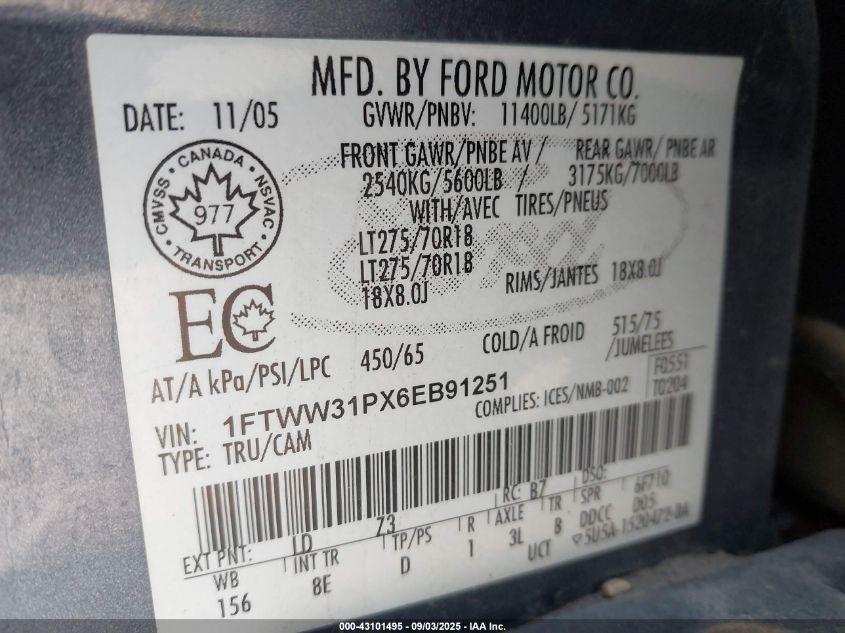 MFD. BY FORD MOTOR CO.
DATE: 11/05 GVWR/PNBV: 11400LB/ 5171KG
FRONT GAWR/PNBE AV / REAR GAWR/ PNBE AR
2540KG/5600LB / 3175KG/7000LB
WITH/AVEC TIRES/PNEUS
LT275/70R18
LT275/70R18
18X8.0J RIMS/JANTES 18X8.0J
CMVSS • CANADA • NSVAC
977
• TRANSPORT •
EC
AT/A kPa/PSI/LPC 450/65 COLD/A FROID 515/75
/JUMELEES
VIN: 1FTWW31PX6EB91251 F0551
TYPE: TRU/CAM COMPLIES: ICES/NMB-002 T0204
RC: B7 DSO:
EXT PNT: LD Z3 R AXLE TR SPR 6F710
WB INT TR TP/PS 1 3L B DDCC D05
156 8E D UCT 5U5A-1520472-BA
000-43101495 - 09/03/2025 - IAA Inc.